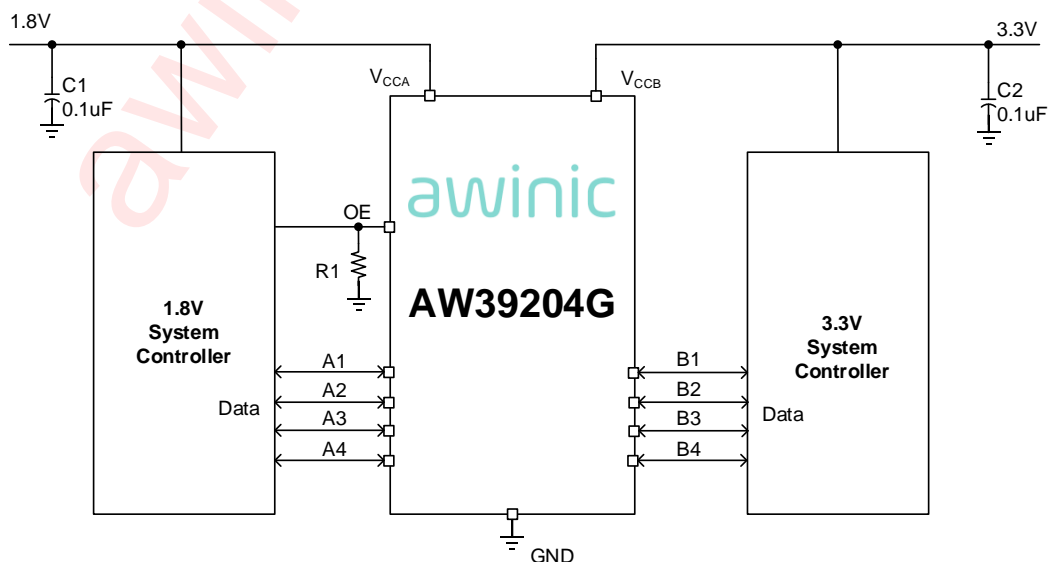 1.8V
3.3V
C1
0.1uF
VCCA
VCCB
C2
0.1uF
awinic
OE
R1
AW39204G
1.8V
System
Controller
3.3V
System
Controller
A1
A2
A3
A4
Data
B1
B2
B3
B4
Data
GND
awin